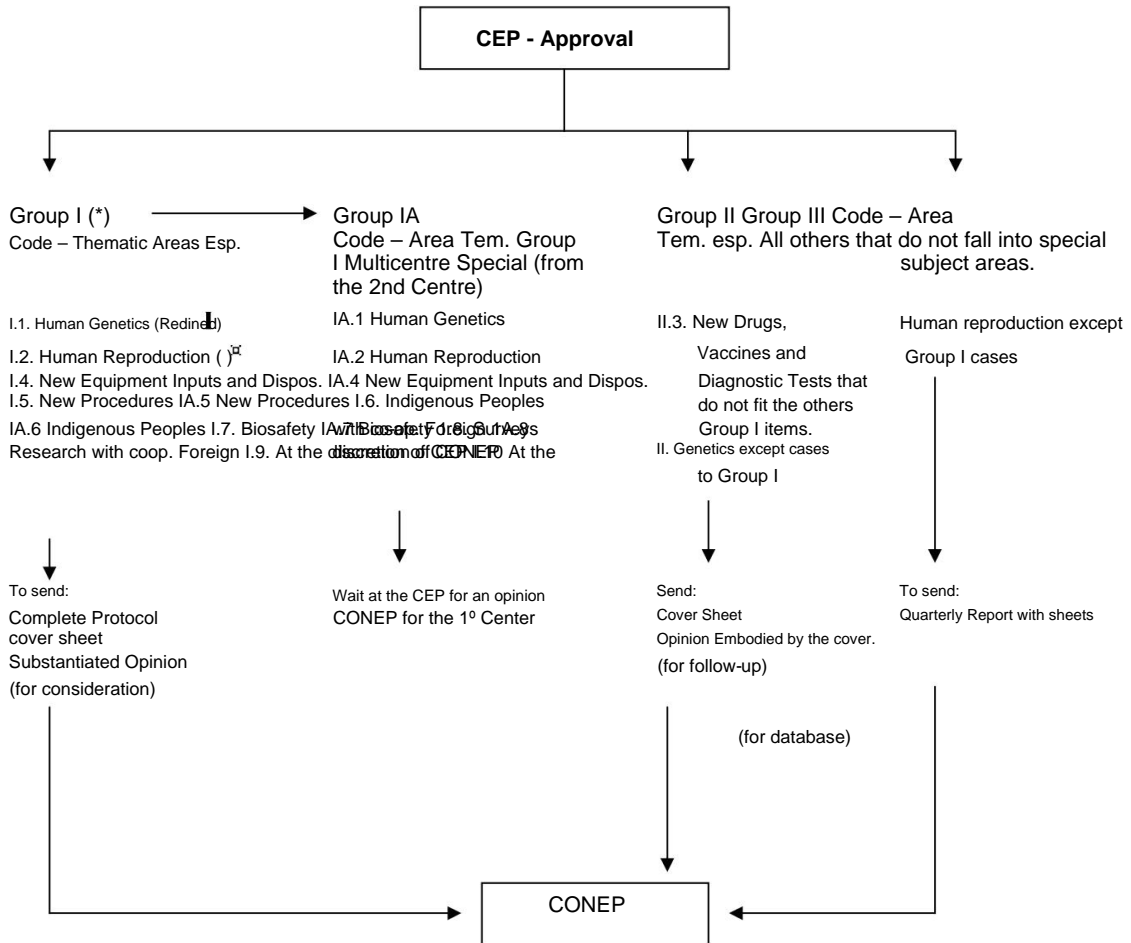 CEP - Approval
Group I (*)
Code – Thematic Areas Esp.
Group IA
Code – Area Tem. Group
I Multicentre Special (from
the 2nd Centre)
Group II Group III Code – Area
Tem. esp. All others that do not fall into special
subject areas.
I.1. Human Genetics (Redined)
IA.1 Human Genetics
I.2. Human Reproduction ( )¤
IA.2 Human Reproduction
I.4. New Equipment Inputs and Dispos. IA.4 New Equipment Inputs and Dispos.
I.5. New Procedures IA.5 New Procedures I.6. Indigenous Peoples
IA.6 Indigenous Peoples I.7. Biosafety
Research with coop. Foreign I.9. At the
I.10 At the
II.3. New Drugs,
Vaccines and
Diagnostic Tests that
do not fit the others
Group I items.
II. Genetics except cases
to Group I
Human reproduction except
Group I cases
To send:
Complete Protocol
cover sheet
Substantiated Opinion
(for consideration)
Wait at the CEP for an opinion
CONEP for the 1º Center
Send:
Cover Sheet
Opinion Embodied by the cover.
(for follow-up)
To send:
Quarterly Report with sheets
(for database)
CONEP